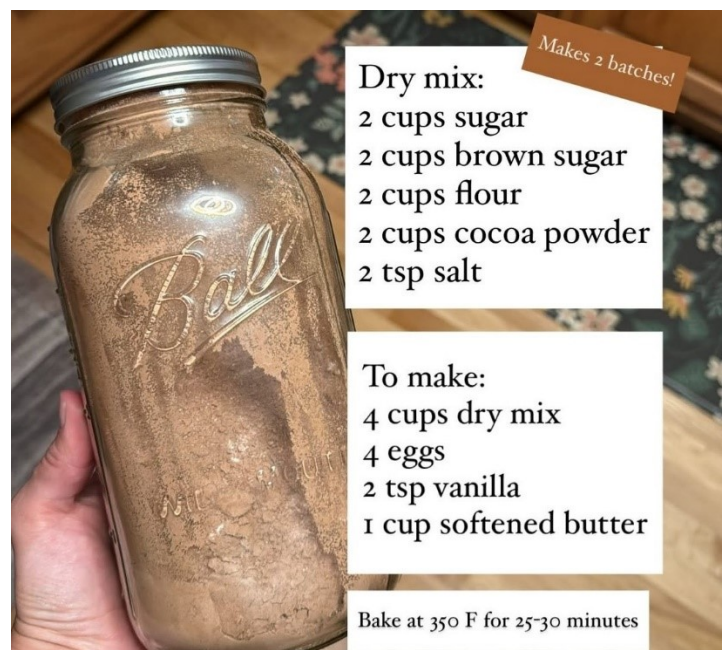 Makes 2 batches!
Dry mix:
2 cups sugar
2 cups brown sugar
2 cups flour
2 cups cocoa powder
2 tsp salt
Ball
To make:
4 cups dry mix
4 eggs
2 tsp vanilla
1 cup softened butter
Bake at 350 F for 25-30 minutes